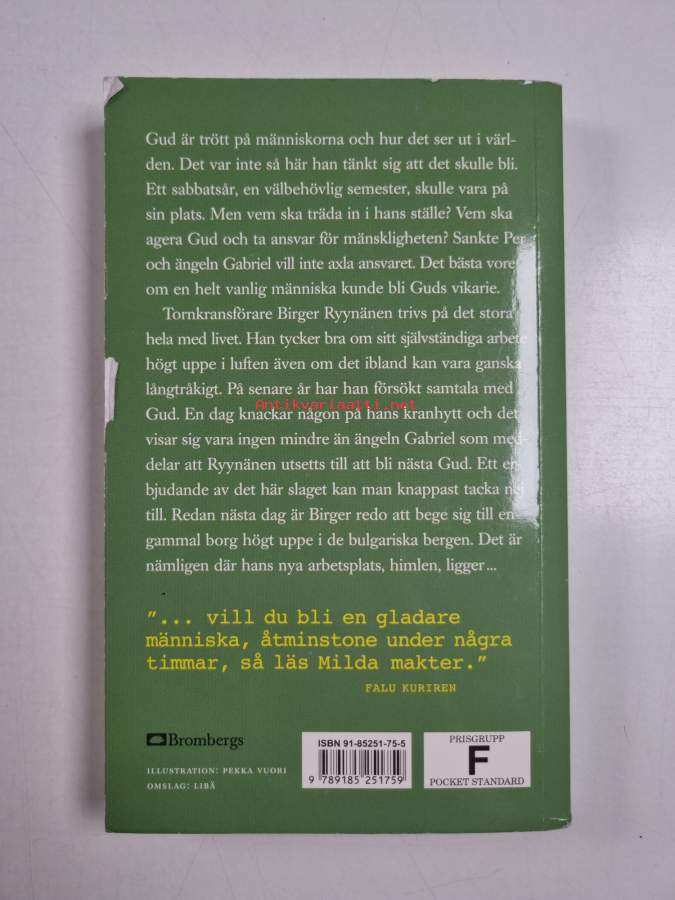 Gud är trött på människorna och hur det ser ut i värl-
den. Det var inte så här han tänkt sig att det skulle bli.
Ett sabbatsår, en välbehövlig semester, skulle vara på
sin plats. Men vem ska träda in i hans ställe? Vem ska
agera Gud och ta ansvar för mänskligheten? Sankte Per
och ängeln Gabriel vill inte axla ansvaret. Det bästa vore
om en helt vanlig människa kunde bli Guds vikarie.
Tornkransförare Birger Ryynänen trivs på det stora
hela med livet. Han tycker bra om sitt självständiga arbete
högt uppe i luften även om det ibland kan vara ganska
långtråkigt. På senare år har han försökt samtala med
Antikvariaatti.net
Gud. En dag knackar någon på hans kranhytt och det
visar sig vara ingen mindre än ängeln Gabriel som med-
delar att Ryynänen utsetts till att bli nästa Gud. Ett er-
bjudande av det här slaget kan man knappast tacka nej
till. Redan nästa dag är Birger redo att bege sig till en
gammal borg högt uppe i de bulgariska bergen. Det är
nämligen där hans nya arbetsplats, himlen, ligger ...
”... vill du bli en gladare
människa, åtminstone under några
timmar, så läs Milda makter.”
FALU KURIREN
Brombergs
ILLUSTRATION: PEKKA VUORI
OMSLAG: LIBÄ
ISBN 91-85251-75-5
9 789185 251759
PRISGRUPP
F
POCKET STANDARD